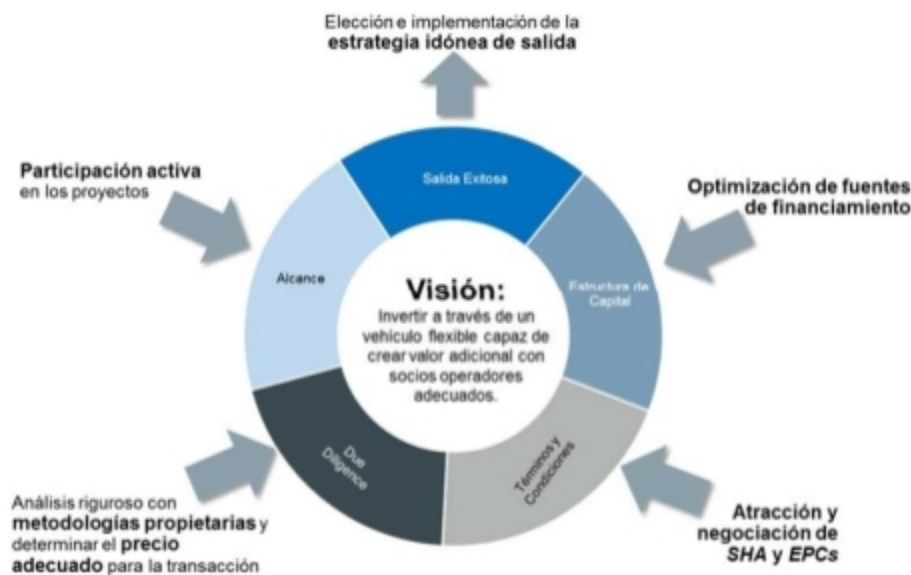 Elección e implementación de la
estrategia idónea de salida
Participación activa
en los proyectos
Salida Exitosa
Optimización de fuentes
de financiamiento
Alcance
Estructura de
Capital
Visión:
Invertir a través de un
vehículo flexible capaz de
crear valor adicional con
socios operadores
adecuados.
Due
Diligence
Términos y
Condiciones
Análisis riguroso con
metodologías propietarias y
determinar el precio
adecuado para la transacción
Atracción y
negociación de
SHA y EPCs